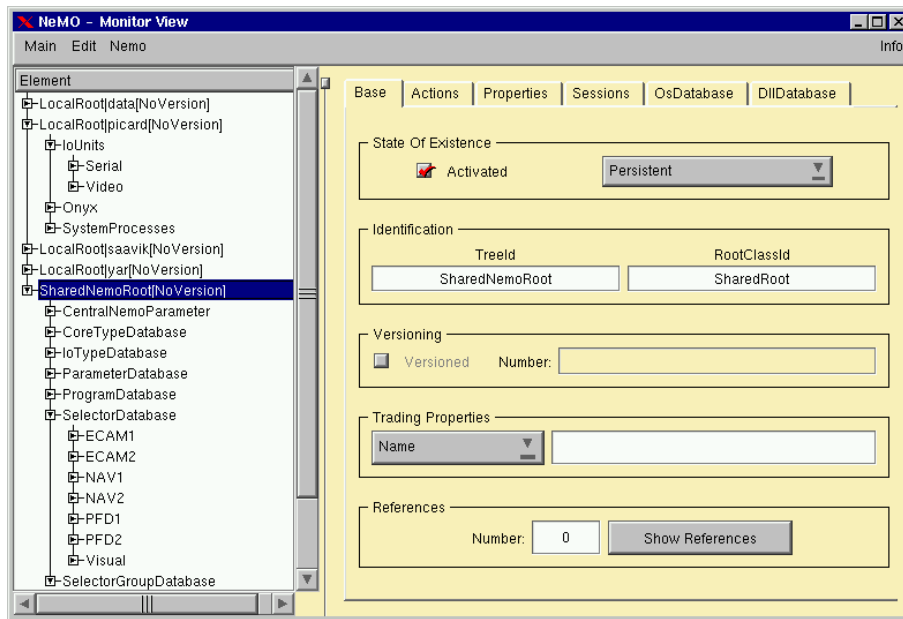 NeMO - Monitor View
Main Edit Nemo Info
Element
LocalRoot|data[NoVersion]
LocalRoot|picard[NoVersion]
IoUnits
Serial
Video
Onyx
SystemProcesses
LocalRoot|saavik[NoVersion]
LocalRoot|yar[NoVersion]
SharedNemoRoot[NoVersion]
CentralNemoParameter
CoreTypeDatabase
IoTypeDatabase
ParameterDatabase
ProgramDatabase
SelectorDatabase
ECAM1
ECAM2
NAV1
NAV2
PFD1
PFD2
Visual
SelectorGroupDatabase
Base Actions Properties Sessions OsDatabase DllDatabase
State Of Existence
Activated Persistent
Identification
TreeId RootClassId
SharedNemoRoot SharedRoot
Versioning
Versioned Number:
Trading Properties
Name
References
Number: 0 Show References